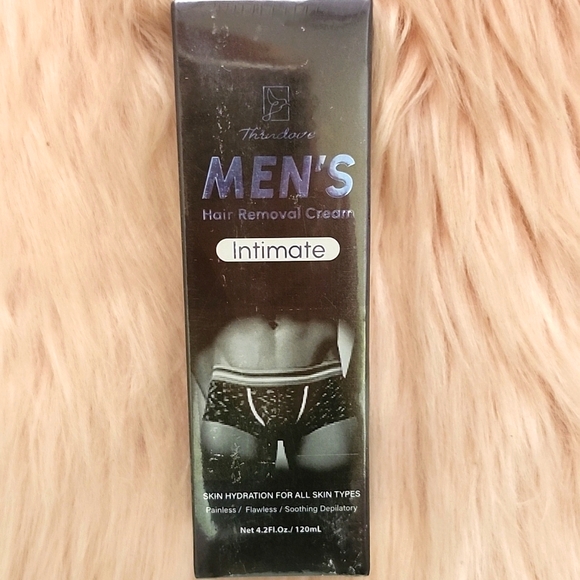 Thindove
MEN'S
Hair Removal Cream
Intimate
SKIN HYDRATION FOR ALL SKIN TYPES
Painless / Flawless / Soothing Depilatory
Net 4.2Fl.Oz./ 120mL